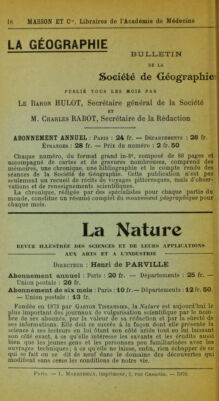 16 MASSON ET Cie, Libraires de l'Académie de Médecine
LA GÉOGRAPHIE
BULLETIN
DE LA
Société de Géographie
PUBLIÉ TOUS LES MOIS PAR
LE BARON HULOT, Secrétaire général de la Société
ET
M. CHARLES RABOT, Secrétaire de la Rédaction
ABONNEMENT ANNUEL : PARIS : 24 fr. — DÉPARTEMENTS : 26 fr.
ÉTRANGER : 28 fr. — Prix du numéro : 2 fr. 50
Chaque numéro, du format grand in-8°, composé de 80 pages et
accompagné de cartes et de gravures nombreuses, comprend des
mémoires, une chronique, une bibliographie et le compte rendu des
séances de la Société de Géographie. Cette publication n'est pas
seulement un recueil de récits de voyages pittoresques, mais d'obser-
vations et de renseignements scientifiques.
La chronique, rédigée par des spécialistes pour chaque partie du
monde, constitue un résumé complet du mouvement géographique pour
chaque mois.
La Nature
REVUE ILLUSTRÉE DES SCIENCES ET DE LEURS APPLICATIONS
AUX ARTS ET A L'INDUSTRIE
DIRECTEUR : Henri de PARVILLE
Abonnement annuel : Paris : 20 fr. — Départements : 25 fr. —
Union postale : 26 fr.
Abonnement de six mois : Paris : 10 fr. — Départements : 12 fr. 50.
— Union postale : 13 fr.
Fondée en 1873 par GASTON TISSANDIER, la Nature est aujourd'hui le
plus important des journaux de vulgarisation scientifique par le nom-
bre de ses abonnés, par la valeur de sa rédaction et par la sûreté de
ses informations. Elle doit ce succès à la façon dont elle présente la
science à ses lecteurs en lui ôtant son côté aride tout en lui laissant
son côté exact, à ce qu'elle intéresse les savants et les érudits aussi
bien que les jeunes gens et les personnes peu familiarisées avec les
ouvrages techniques; à ce qu'elle ne laisse, enfin, rien échapper de ce
qui se fait ou se dit de neuf dans le domaine des découvertes qui
modifient sans cesse les conditions de notre vie.
PARIS. — L. MARETHEUX, imprimeur, 1, rue Cassette. —